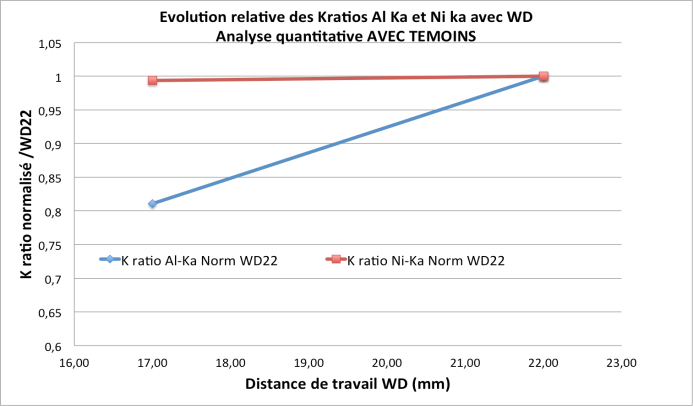 Evolution relative des Kratios Al Ka et Ni ka avec WD
Analyse quantitative AVEC TEMOINS
K ratio normalisé /WD22
1,05
1
0,95
0,9
0,85
0,8
0,75
0,7
0,65
0,6
K ratio Al-Ka Norm WD22
K ratio Ni-Ka Norm WD22
16,00 17,00 18,00 19,00 20,00 21,00 22,00 23,00
Distance de travail WD (mm)